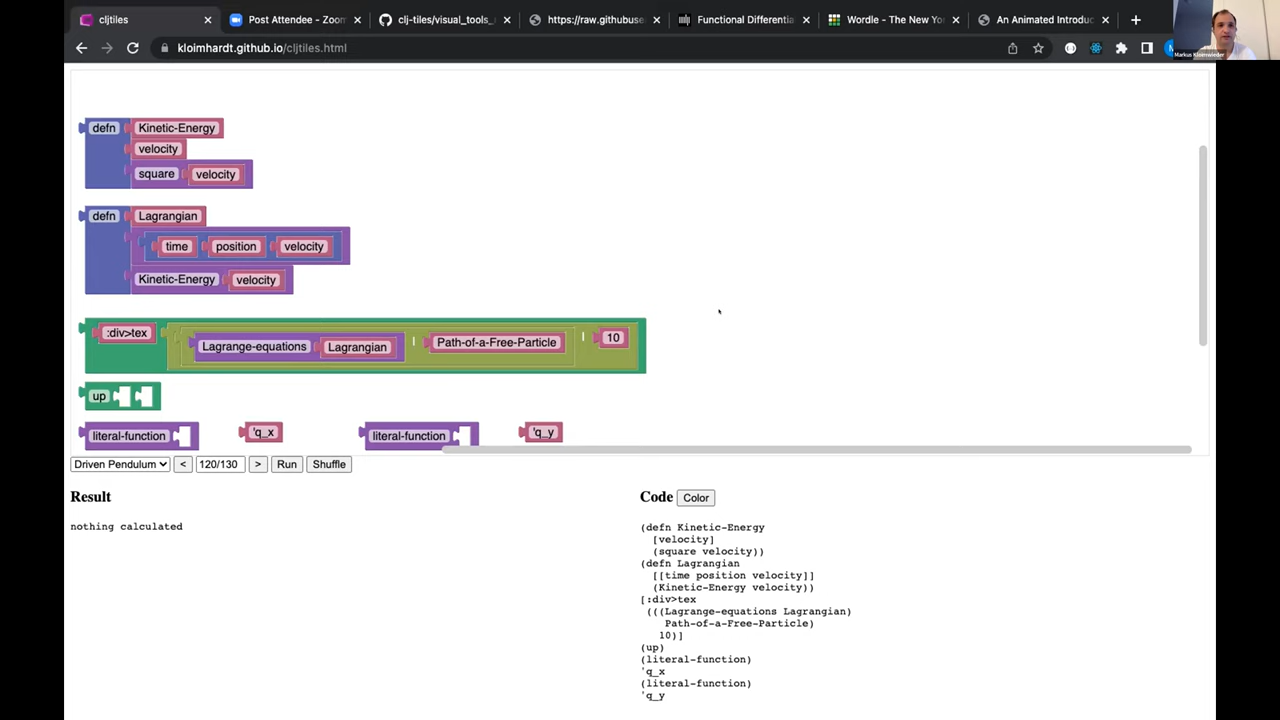 cljtiles
Post Attendee - Zoom
clj-tiles/visual_tools_
https://raw.githubuse
Functional Differentia
Wordle - The New Yor
An Animated Introduc
kloimhardt.github.io/cljtiles.html
defn Kinetic-Energy
velocity
square velocity
defn Lagrangian
time position velocity
Kinetic-Energy velocity
:div>tex Lagrange-equations Lagrangian | Path-of-a-Free-Particle | 10
up
literal-function 'q_x literal-function 'q_y
Driven Pendulum < 120/130 > Run Shuffle
Result
nothing calculated
Code Color
(defn Kinetic-Energy
[velocity]
(square velocity))
(defn Lagrangian
[[time position velocity]]
(Kinetic-Energy velocity))
[:div>tex
(((Lagrange-equations Lagrangian)
Path-of-a-Free-Particle)
10)]
(up)
(literal-function)
'q_x
(literal-function)
'q_y